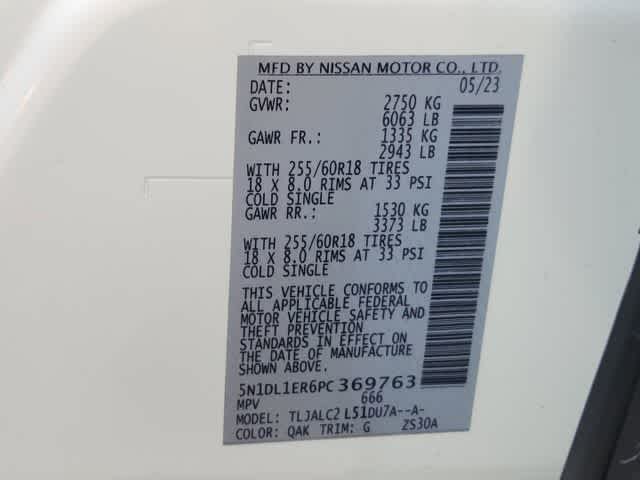 MFD BY NISSAN MOTOR CO., LTD.
DATE: 05/23
GVWR: 2750 KG
6063 LB
GAWR FR.: 1335 KG
2943 LB
WITH 255/60R18 TIRES
18 X 8.0 RIMS AT 33 PSI
COLD SINGLE
GAWR RR.: 1530 KG
3373 LB
WITH 255/60R18 TIRES
18 X 8.0 RIMS AT 33 PSI
COLD SINGLE
THIS VEHICLE CONFORMS TO
ALL APPLICABLE FEDERAL
MOTOR VEHICLE SAFETY AND
THEFT PREVENTION
STANDARDS IN EFFECT ON
THE DATE OF MANUFACTURE
SHOWN ABOVE.
5N1DL1ER6PC369763
MPV 666
MODEL: TLJALC2 L51DU7A--A-
COLOR: QAK TRIM: G ZS30A